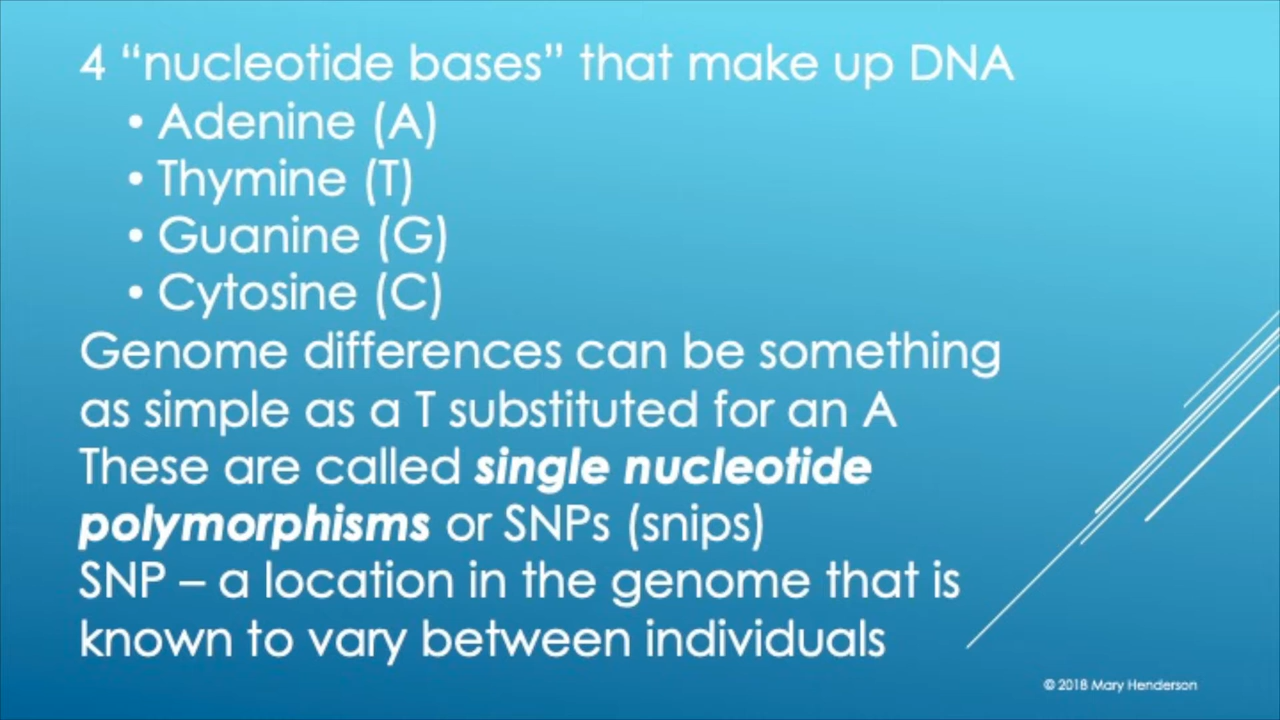 4 “nucleotide bases” that make up DNA
• Adenine (A)
• Thymine (T)
• Guanine (G)
• Cytosine (C)
Genome differences can be something
as simple as a T substituted for an A
These are called single nucleotide
polymorphisms or SNPs (snips)
SNP – a location in the genome that is
known to vary between individuals
© 2018 Mary Henderson